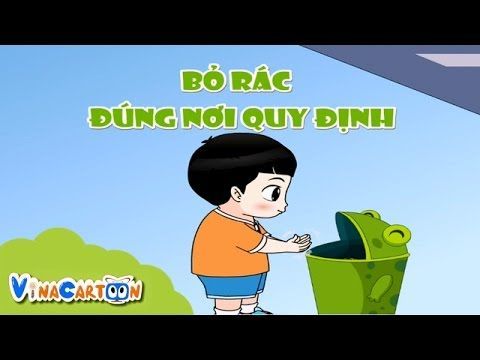 BỎ RÁC
ĐÚNG NƠI QUY ĐỊNH
VINACARTOON